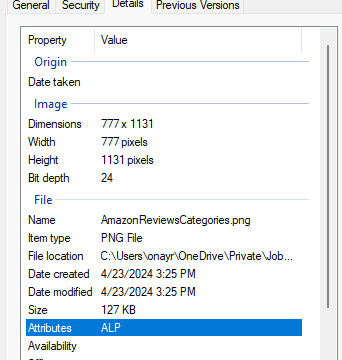 General Security Details Previous Versions
Property Value
Origin
Date taken
Image
Dimensions 777 x 1131
Width 777 pixels
Height 1131 pixels
Bit depth 24
File
Name AmazonReviewsCategories.png
Item type PNG File
File location C:\Users\onayr\OneDrive\Private\Job...
Date created 4/23/2024 3:25 PM
Date modified 4/23/2024 3:25 PM
Size 127 KB
Attributes ALP
Availability